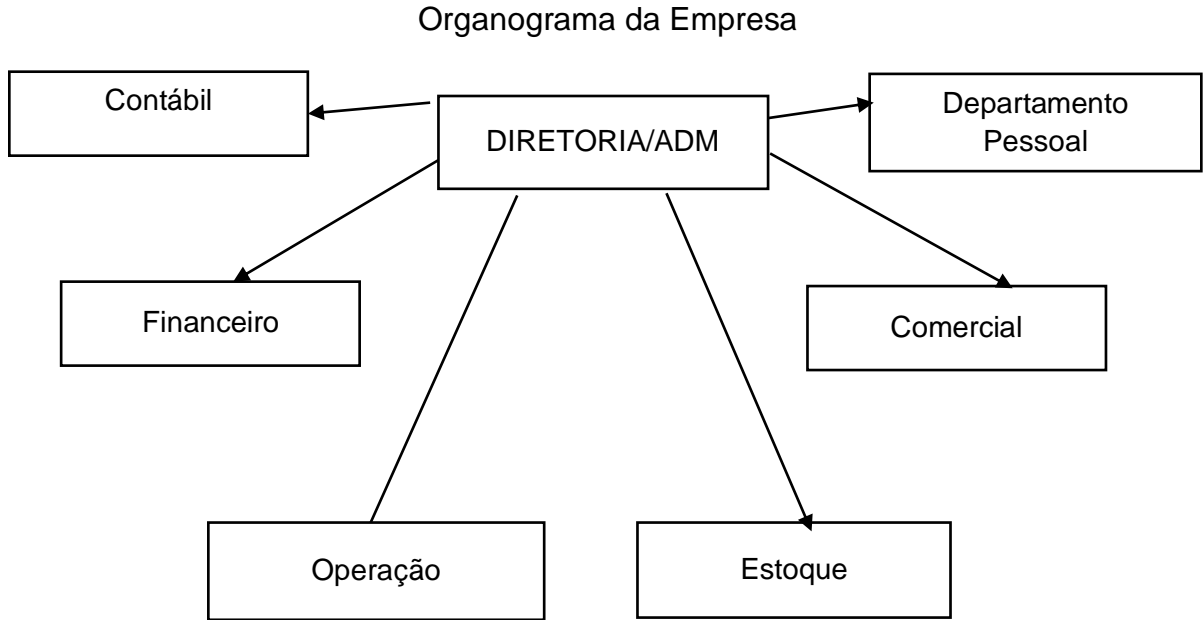 Organograma da Empresa
Contábil
DIRETORIA/ADM
Departamento
Pessoal
Financeiro
Comercial
Operação
Estoque